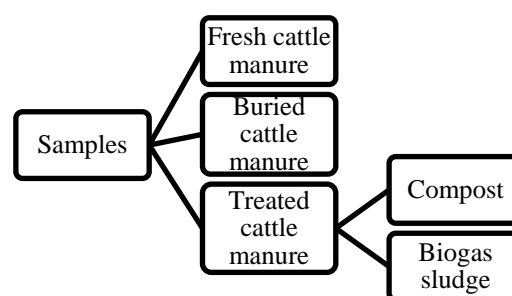 Samples
Fresh cattle
manure
Buried
cattle
manure
Treated
cattle
manure
Compost
Biogas
sludge